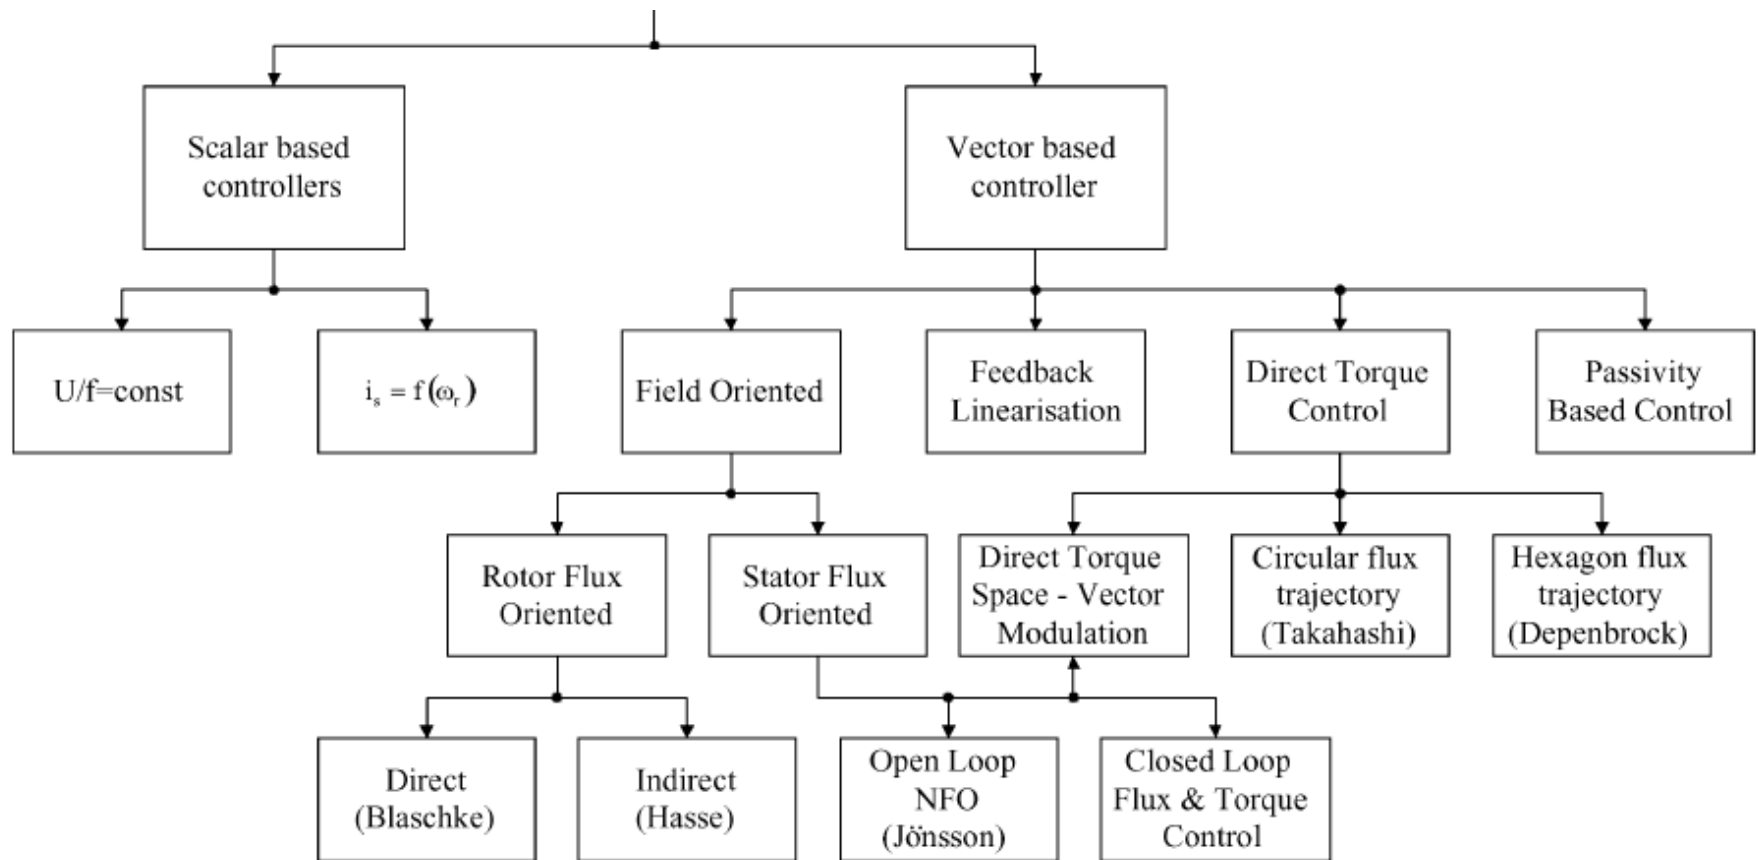 Scalar based
controllers
Vector based
controller
U/f=const
i_s = f(ω_r)
Field Oriented
Feedback
Linearisation
Direct Torque
Control
Passivity
Based Control
Rotor Flux
Oriented
Stator Flux
Oriented
Direct Torque
Space - Vector
Modulation
Circular flux
trajectory
(Takahashi)
Hexagon flux
trajectory
(Depenbrock)
Direct
(Blaschke)
Indirect
(Hasse)
Open Loop
NFO
(Jönsson)
Closed Loop
Flux & Torque
Control